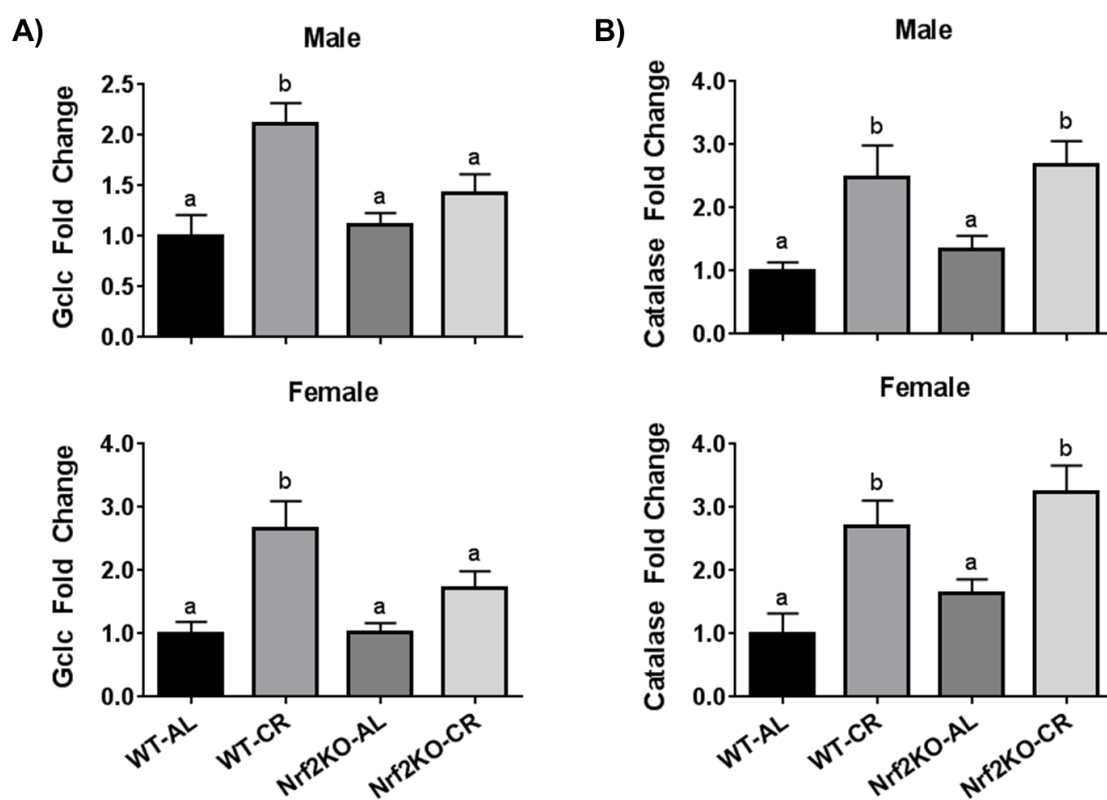 A)
Male
Gclc Fold Change
2.5
2.0
1.5
1.0
0.5
0.0
a
b
a
a
Female
Gclc Fold Change
4.0
3.0
2.0
1.0
0.0
a
b
a
a
WT-AL
WT-CR
Nrf2KO-AL
Nrf2KO-CR
B)
Male
Catalase Fold Change
4.0
3.0
2.0
1.0
0.0
a
b
a
b
Female
Catalase Fold Change
4.0
3.0
2.0
1.0
0.0
a
b
a
b
WT-AL
WT-CR
Nrf2KO-AL
Nrf2KO-CR